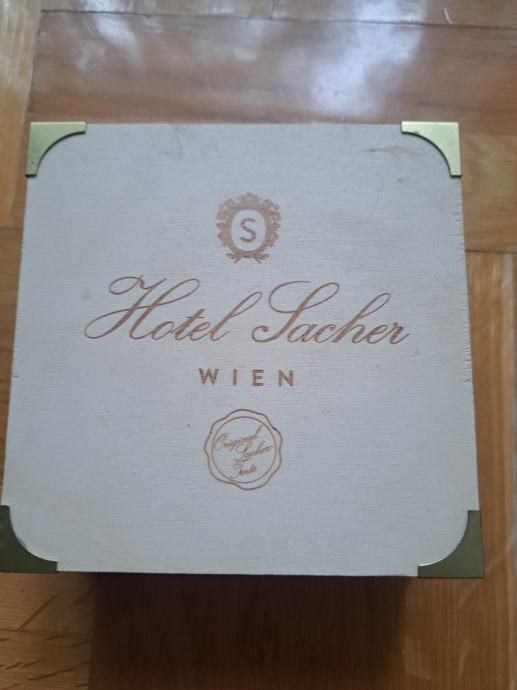 S
Hotel Sacher
WIEN
Original
Sacher-
Torte